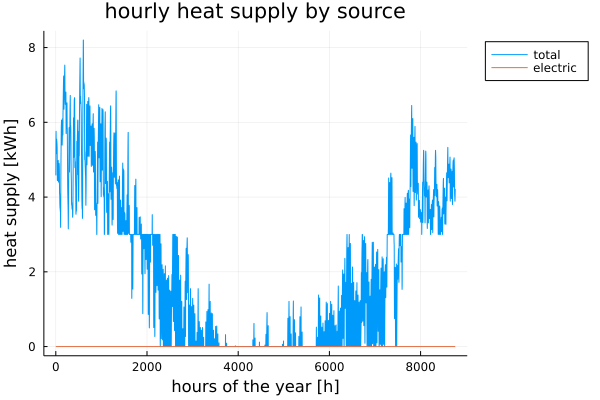 hourly heat supply by source
total
electric
heat supply [kWh]
8
6
4
2
0
0 2000 4000 6000 8000
hours of the year [h]